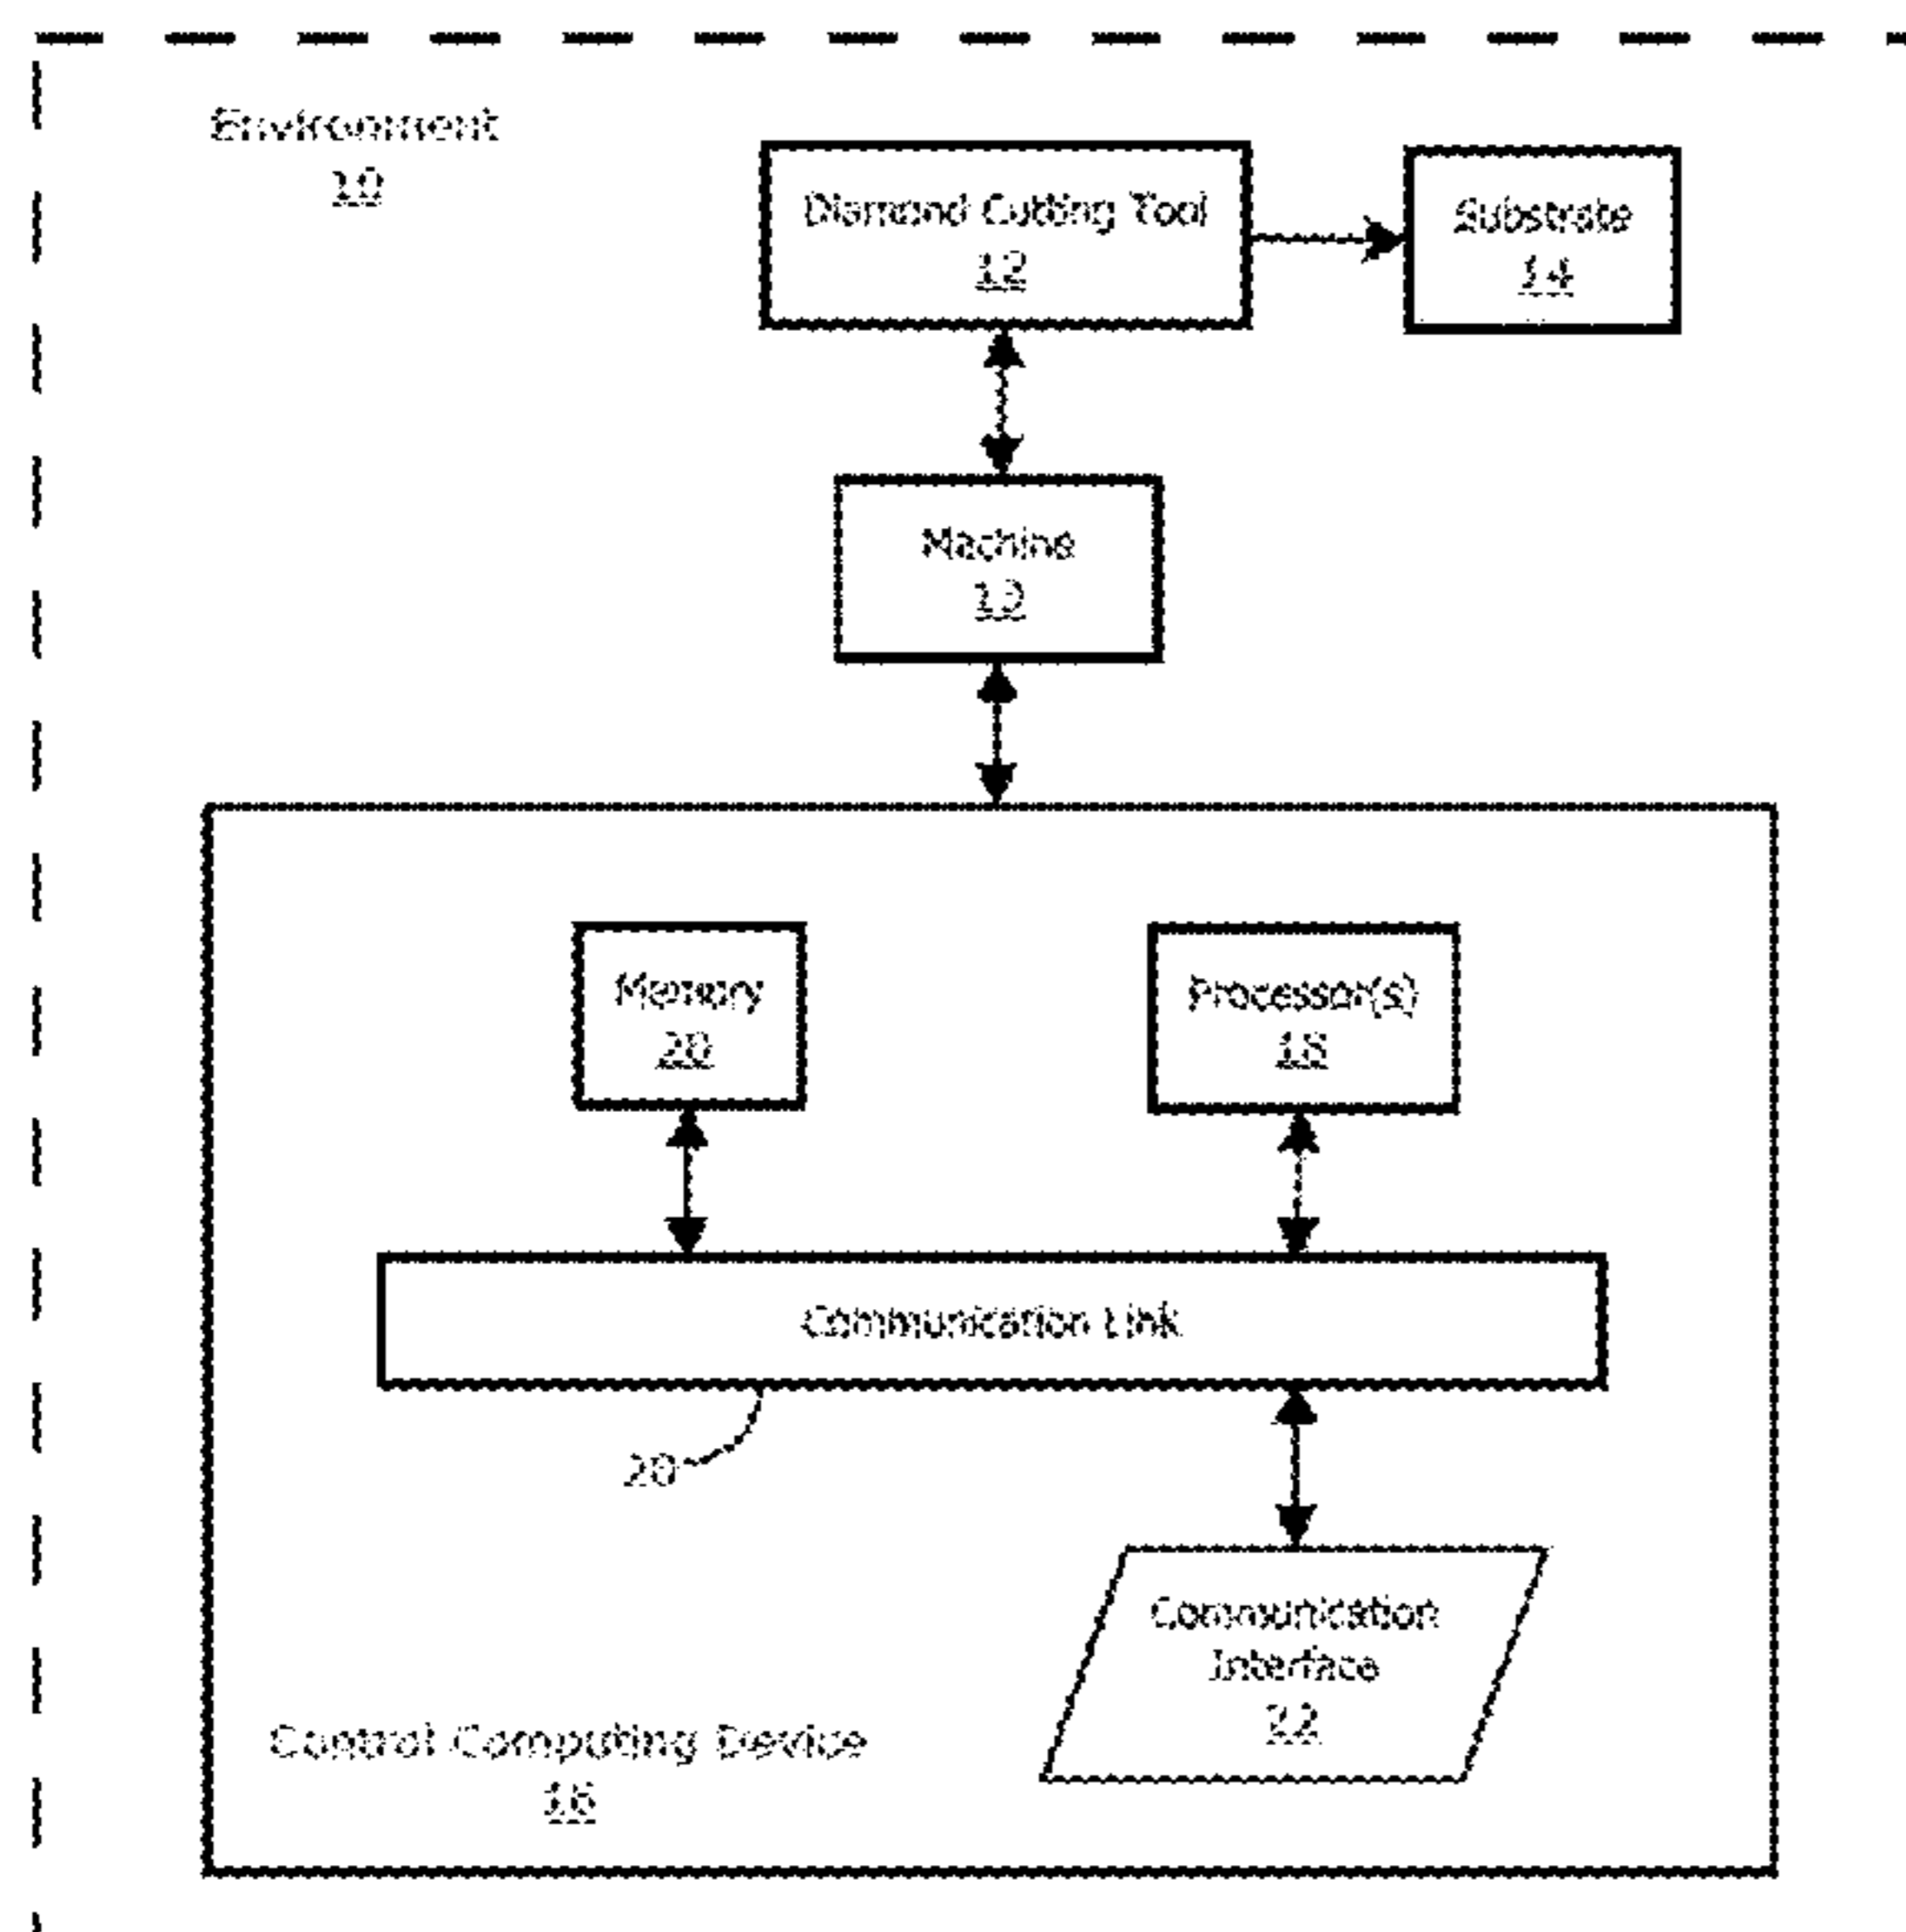 Environment
10
Diamond Cutting Tool
12
Substrate
14
Machine
13
Memory
20
Processor(s)
18
Communication Link
20
Communication
Interface
22
Control Computing Device
16